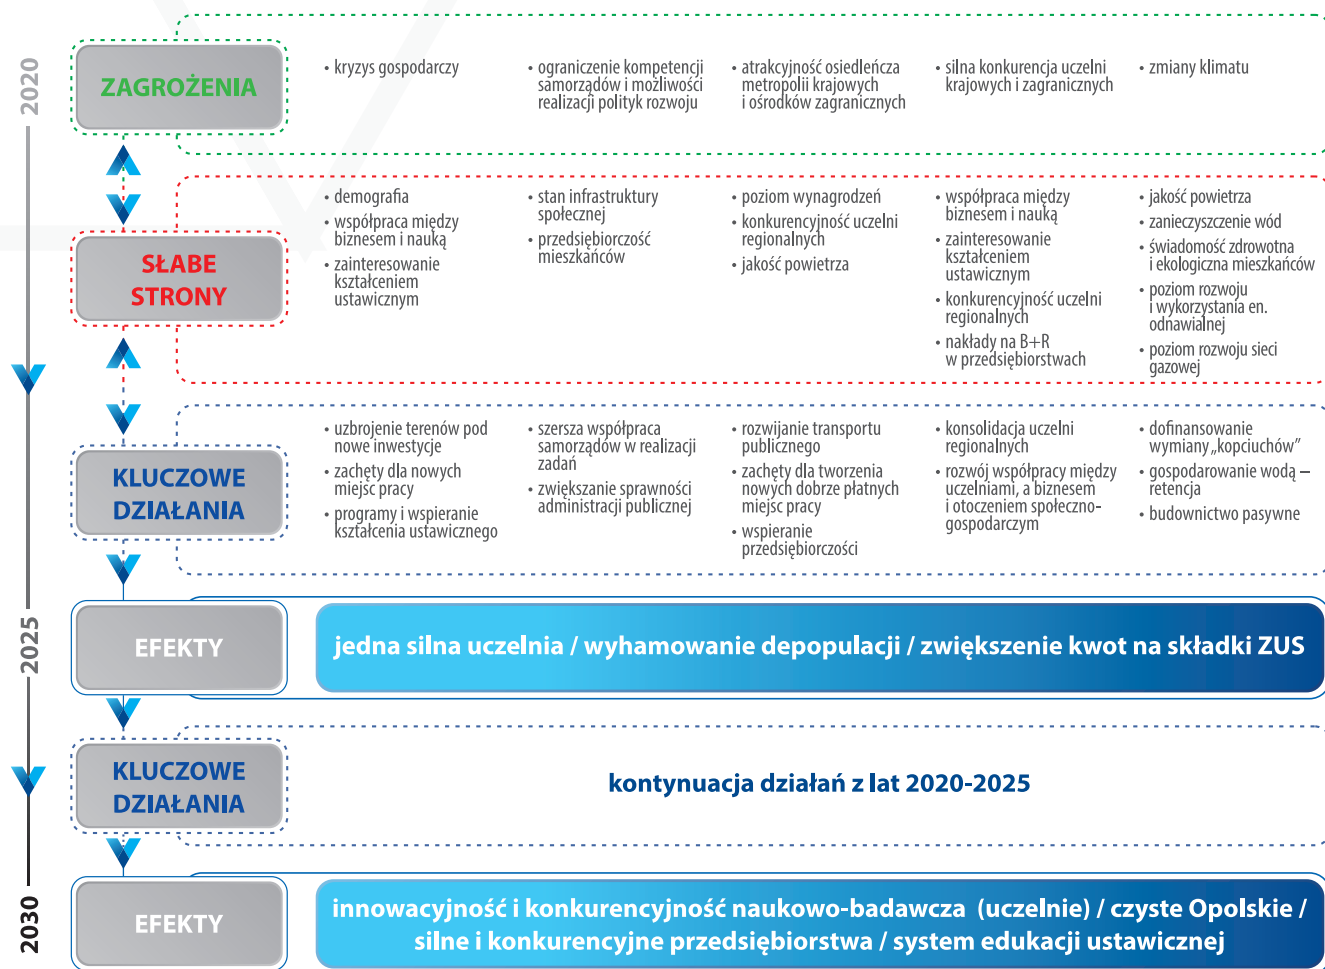 2020
2025
2030
ZAGROŻENIA
• kryzys gospodarczy
• ograniczenie kompetencji
samorządów i możliwości
realizacji polityk rozwoju
• atrakcyjność osiedleńcza
metropolii krajowych
i ośrodków zagranicznych
• silna konkurencja uczelni
krajowych i zagranicznych
• zmiany klimatu
SŁABE
STRONY
• demografia
• współpraca między
biznesem i nauką
• zainteresowanie
kształceniem
ustawicznym
• stan infrastruktury
społecznej
• przedsiębiorczość
mieszkańców
• poziom wynagrodzeń
• konkurencyjność uczelni
regionalnych
• jakość powietrza
• współpraca między
biznesem i nauką
• zainteresowanie
kształceniem
ustawicznym
• konkurencyjność uczelni
regionalnych
• nakłady na B+R
w przedsiębiorstwach
• jakość powietrza
• zanieczyszczenie wód
• świadomość zdrowotna
i ekologiczna mieszkańców
• poziom rozwoju
i wykorzystania en.
odnawialnej
• poziom rozwoju sieci
gazowej
KLUCZOWE
DZIAŁANIA
• uzbrojenie terenów pod
nowe inwestycje
• zachęty dla nowych
miejsc pracy
• programy i wspieranie
kształcenia ustawicznego
• szersza współpraca
samorządów w realizacji
zadań
• zwiększanie sprawności
administracji publicznej
• rozwijanie transportu
publicznego
• zachęty dla tworzenia
nowych dobrze płatnych
miejsc pracy
• wspieranie
przedsiębiorczości
• konsolidacja uczelni
regionalnych
• rozwój współpracy między
uczelniami, a biznesem
i otoczeniem społeczno-
gospodarczym
• dofinansowanie
wymiany „kopciuchów”
• gospodarowanie wodą –
retencja
• budownictwo pasywne
EFEKTY
jedna silna uczelnia / wyhamowanie depopulacji / zwiększenie kwot na składki ZUS
KLUCZOWE
DZIAŁANIA
kontynuacja działań z lat 2020-2025
EFEKTY
innowacyjność i konkurencyjność naukowo-badawcza (uczelnie) / czyste Opolskie /
silne i konkurencyjne przedsiębiorstwa / system edukacji ustawicznej